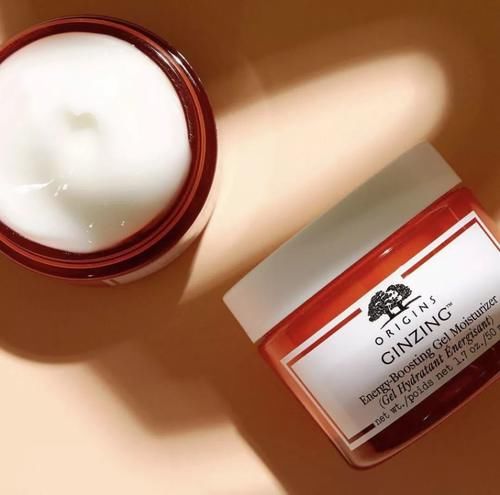 ORIGINS
GINZING™
Energy-Boosting Gel Moisturizer
(Gel Hydratant Énergisant)
net wt./poids net 1.7 oz./50